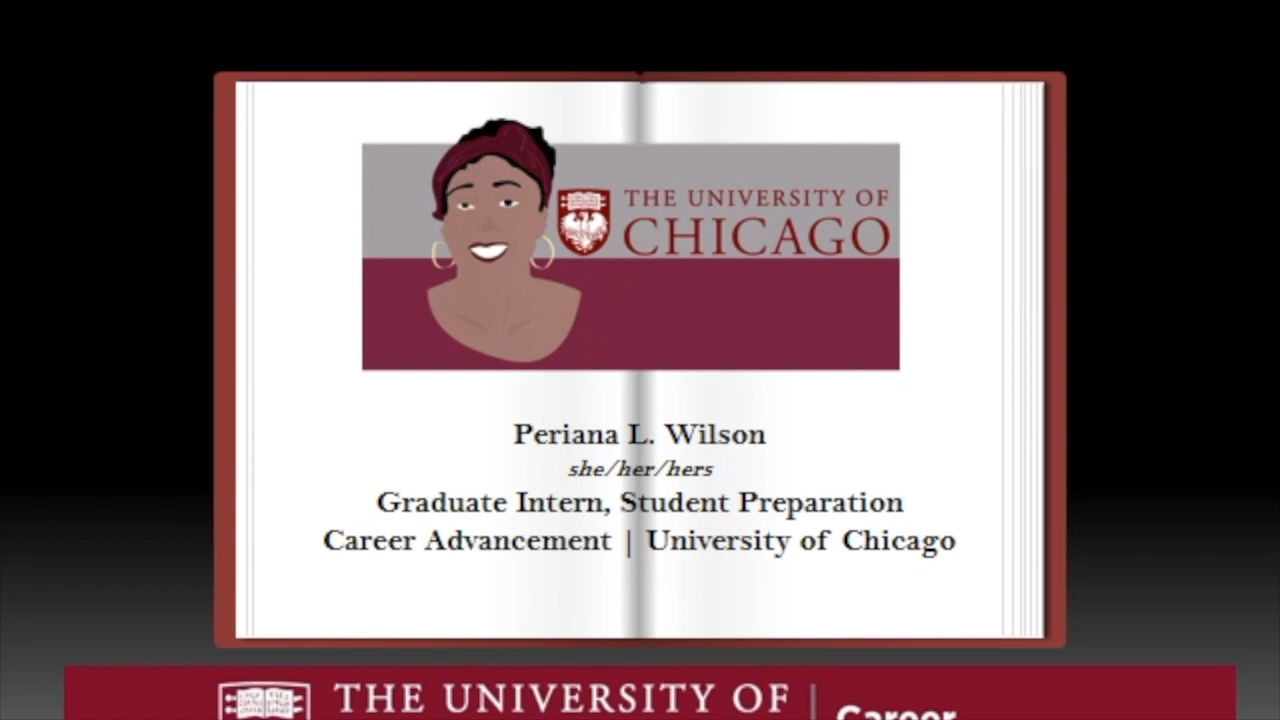 THE UNIVERSITY OF
CHICAGO
Periana L. Wilson
she/her/hers
Graduate Intern, Student Preparation
Career Advancement | University of Chicago
THE UNIVERSITY OF
Career